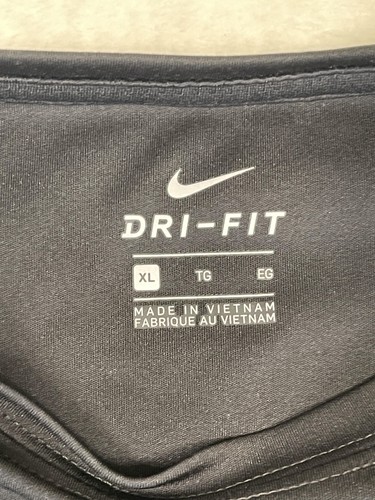 DRI-FIT
XL TG EG
MADE IN VIETNAM
FABRIQUE AU VIETNAM